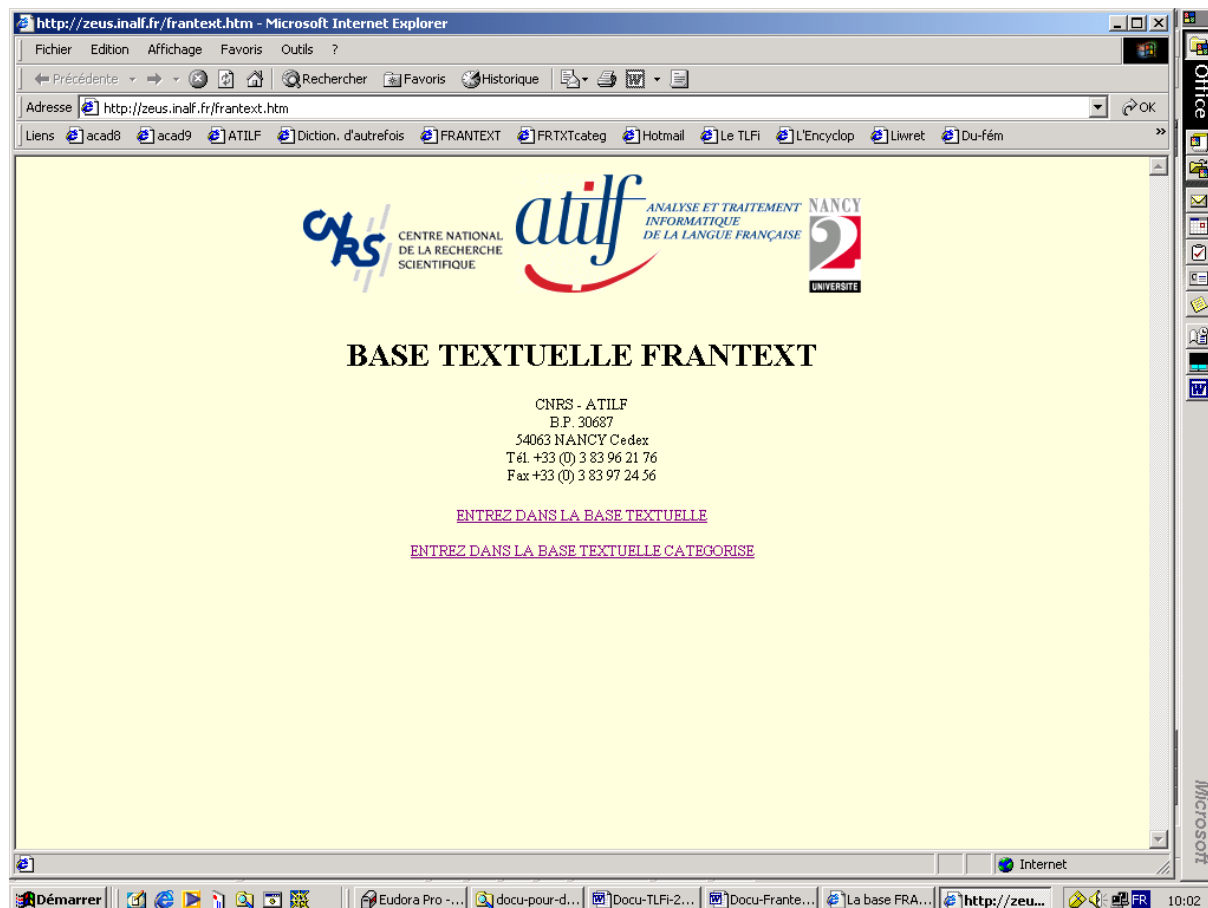 http://zeus.inalf.fr/frantext.htm - Microsoft Internet Explorer
Fichier Edition Affichage Favoris Outils ?
Précédente Rechercher Favoris Historique
Adresse http://zeus.inalf.fr/frantext.htm OK
Liens acad8 acad9 ATILF Diction. d'autrefois FRANTEXT FRTXTcateg Hotmail Le TLFi L'Encyclop Liwret Du-fém »
CNRS
CENTRE NATIONAL
DE LA RECHERCHE
SCIENTIFIQUE
atilf
ANALYSE ET TRAITEMENT
INFORMATIQUE
DE LA LANGUE FRANÇAISE
NANCY
2
UNIVERSITE
BASE TEXTUELLE FRANTEXT
CNRS - ATILF
B.P. 30687
54063 NANCY Cedex
Tél. +33 (0) 3 83 96 21 76
Fax +33 (0) 3 83 97 24 56
ENTREZ DANS LA BASE TEXTUELLE
ENTREZ DANS LA BASE TEXTUELLE CATEGORISE
Internet
Office
Microsoft
Démarrer Eudora Pro -... docu-pour-d... Docu-TLFi-2... Docu-Frante... La base FRA... http://zeu... FR 10:02